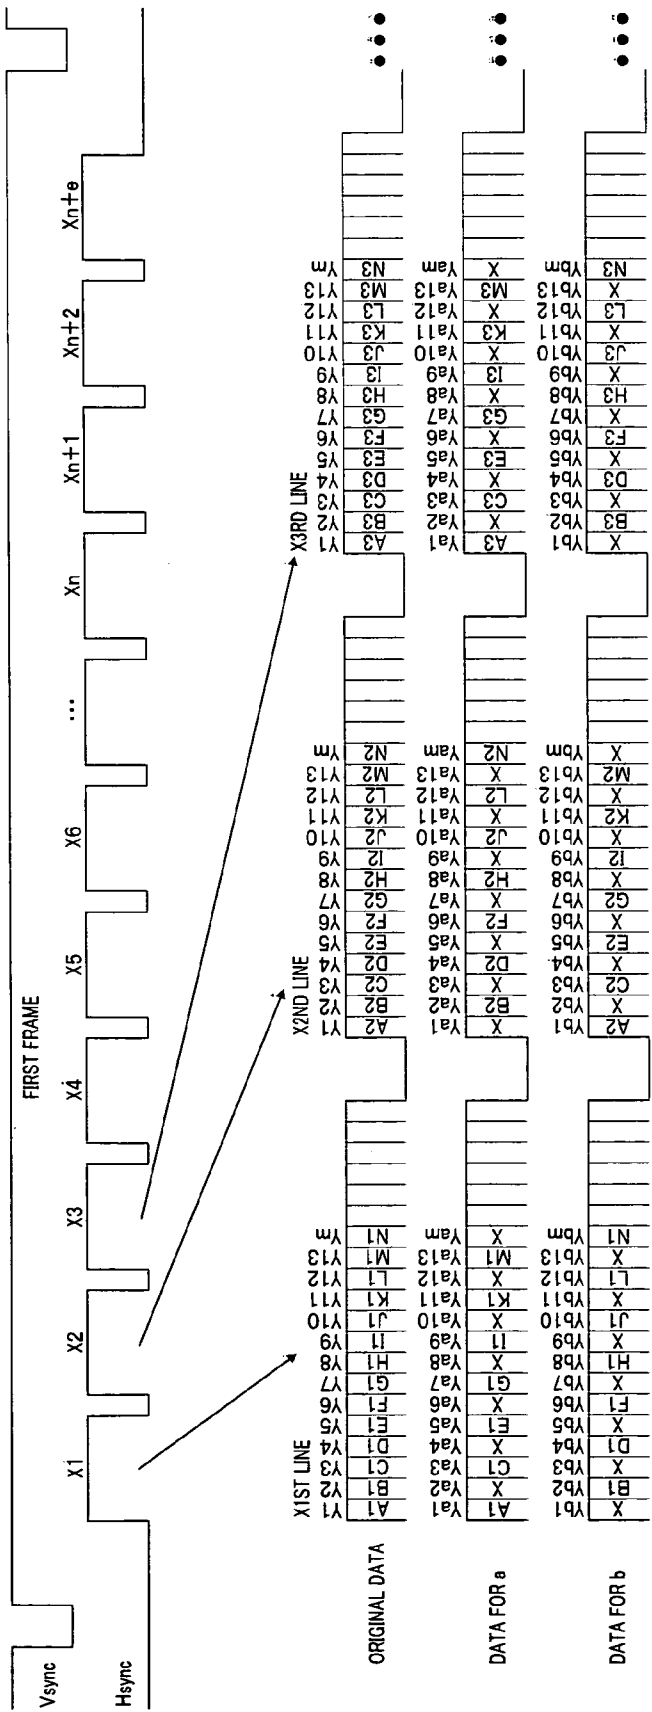 FIRST FRAME
Vsync
Hsync
X1 X2 X3 X4 X5 X6 ... Xn Xn+1 Xn+2 Xn+e
X1ST LINE X2ND LINE X3RD LINE
Y1 Y2 Y3 Y4 Y5 Y6 Y7 Y8 Y9 Y10 Y11 Y12 Y13 Ym Y1 Y2 Y3 Y4 Y5 Y6 Y7 Y8 Y9 Y10 Y11 Y12 Y13 Ym Y1 Y2 Y3 Y4 Y5 Y6 Y7 Y8 Y9 Y10 Y11 Y12 Y13 Ym
ORIGINAL DATA A1 B1 C1 D1 E1 F1 G1 H1 I1 J1 K1 L1 M1 N1 A2 B2 C2 D2 E2 F2 G2 H2 I2 J2 K2 L2 M2 N2 A3 B3 C3 D3 E3 F3 G3 H3 I3 J3 K3 L3 M3 N3
Ya1 Ya2 Ya3 Ya4 Ya5 Ya6 Ya7 Ya8 Ya9 Ya10 Ya11 Ya12 Ya13 Yam Ya1 Ya2 Ya3 Ya4 Ya5 Ya6 Ya7 Ya8 Ya9 Ya10 Ya11 Ya12 Ya13 Yam Ya1 Ya2 Ya3 Ya4 Ya5 Ya6 Ya7 Ya8 Ya9 Ya10 Ya11 Ya12 Ya13 Yam
DATA FOR a A1 X C1 X E1 X G1 X I1 X K1 X M1 X X B2 X D2 X F2 X H2 X J2 X L2 X N2 A3 X C3 X E3 X G3 X I3 X K3 X M3 X
Yb1 Yb2 Yb3 Yb4 Yb5 Yb6 Yb7 Yb8 Yb9 Yb10 Yb11 Yb12 Yb13 Ybm Yb1 Yb2 Yb3 Yb4 Yb5 Yb6 Yb7 Yb8 Yb9 Yb10 Yb11 Yb12 Yb13 Ybm Yb1 Yb2 Yb3 Yb4 Yb5 Yb6 Yb7 Yb8 Yb9 Yb10 Yb11 Yb12 Yb13 Ybm
DATA FOR b X B1 X D1 X F1 X H1 X J1 X L1 X N1 A2 X C2 X E2 X G2 X I2 X K2 X M2 X X B3 X D3 X F3 X H3 X J3 X L3 X N3